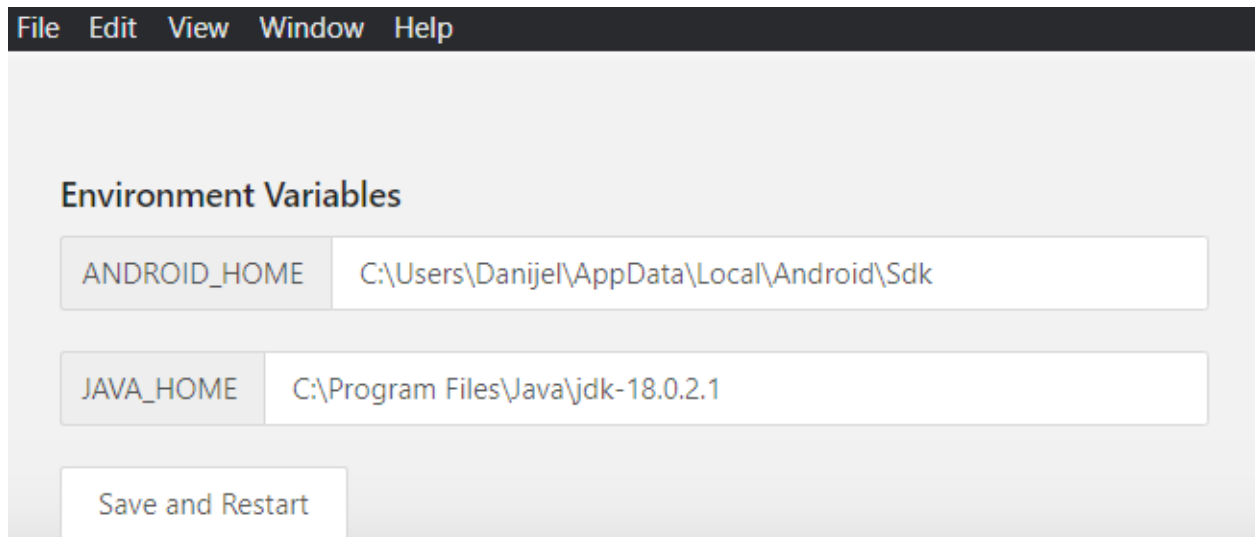 File Edit View Window Help
Environment Variables
ANDROID_HOME C:\Users\Danijel\AppData\Local\Android\Sdk
JAVA_HOME C:\Program Files\Java\jdk-18.0.2.1
Save and Restart